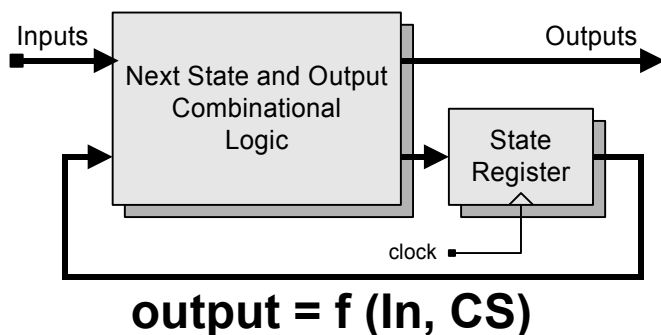 Inputs
Outputs
Next State and Output
Combinational
Logic
State
Register
clock
output = f (In, CS)